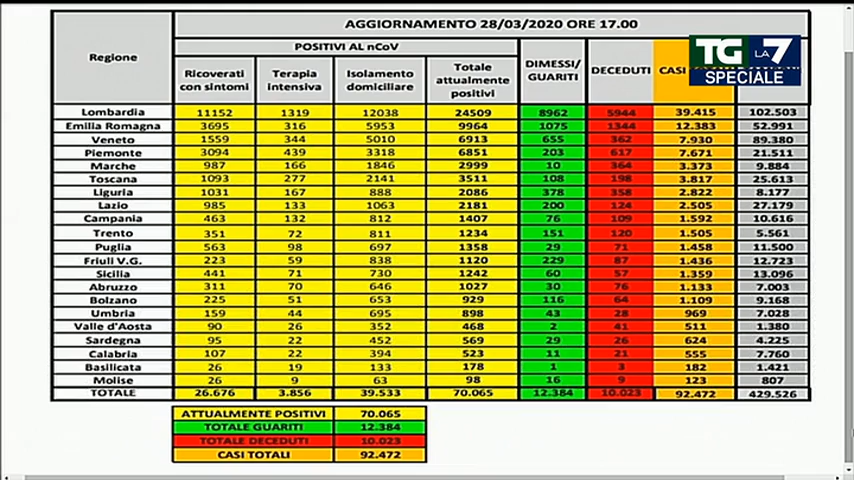 AGGIORNAMENTO 28/03/2020 ORE 17.00
TG LA 7
SPECIALE
Regione
POSITIVI AL nCoV
Ricoverati con sintomi
Terapia intensiva
Isolamento domiciliare
Totale attualmente positivi
DIMESSI/ GUARITI
DECEDUTI
CASI
Lombardia 11152 1319 12038 24509 8962 5944 39.415 102.503
Emilia Romagna 3695 316 5953 9964 1075 1344 12.383 52.991
Veneto 1559 344 5010 6913 655 362 7.930 89.380
Piemonte 3094 439 3318 6851 203 617 7.671 21.511
Marche 987 166 1846 2999 10 364 3.373 9.884
Toscana 1093 277 2141 3511 108 198 3.817 25.613
Liguria 1031 167 888 2086 378 358 2.822 8.177
Lazio 985 133 1063 2181 200 124 2.505 27.179
Campania 463 132 812 1407 76 109 1.592 10.616
Trento 351 72 811 1234 151 120 1.505 5.561
Puglia 563 98 697 1358 29 71 1.458 11.500
Friuli V.G. 223 59 838 1120 229 87 1.436 12.723
Sicilia 441 71 730 1242 60 57 1.359 13.096
Abruzzo 311 70 646 1027 30 76 1.133 7.003
Bolzano 225 51 653 929 116 64 1.109 9.168
Umbria 159 44 695 898 43 28 969 7.028
Valle d'Aosta 90 26 352 468 2 41 511 1.380
Sardegna 95 22 452 569 29 26 624 4.225
Calabria 107 22 394 523 11 21 555 7.760
Basilicata 26 19 133 178 1 3 182 1.421
Molise 26 9 63 98 16 9 123 807
TOTALE 26.676 3.856 39.533 70.065 12.384 10.023 92.472 429.526
ATTUALMENTE POSITIVI 70.065
TOTALE GUARITI 12.384
TOTALE DECEDUTI 10.023
CASI TOTALI 92.472